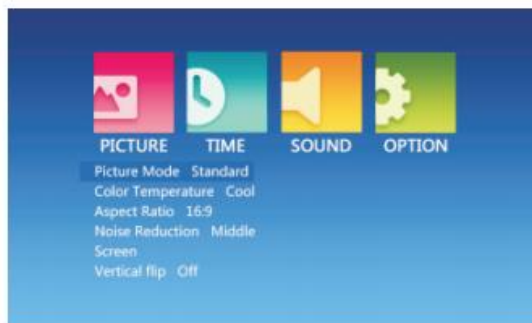 PICTURE TIME SOUND OPTION
Picture Mode Standard
Color Temperature Cool
Aspect Ratio 16:9
Noise Reduction Middle
Screen
Vertical flip Off